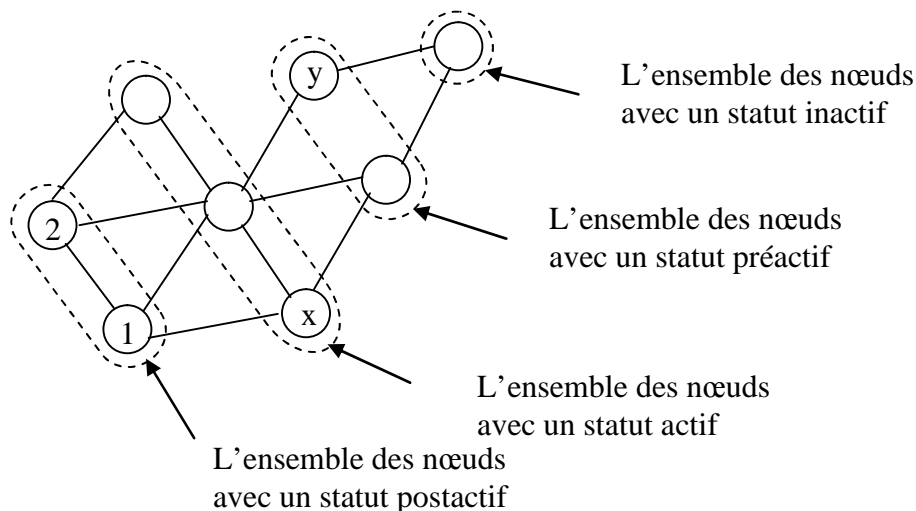 y
L'ensemble des nœuds
avec un statut inactif
2
L'ensemble des nœuds
avec un statut préactif
1
x
L'ensemble des nœuds
avec un statut actif
L'ensemble des nœuds
avec un statut postactif